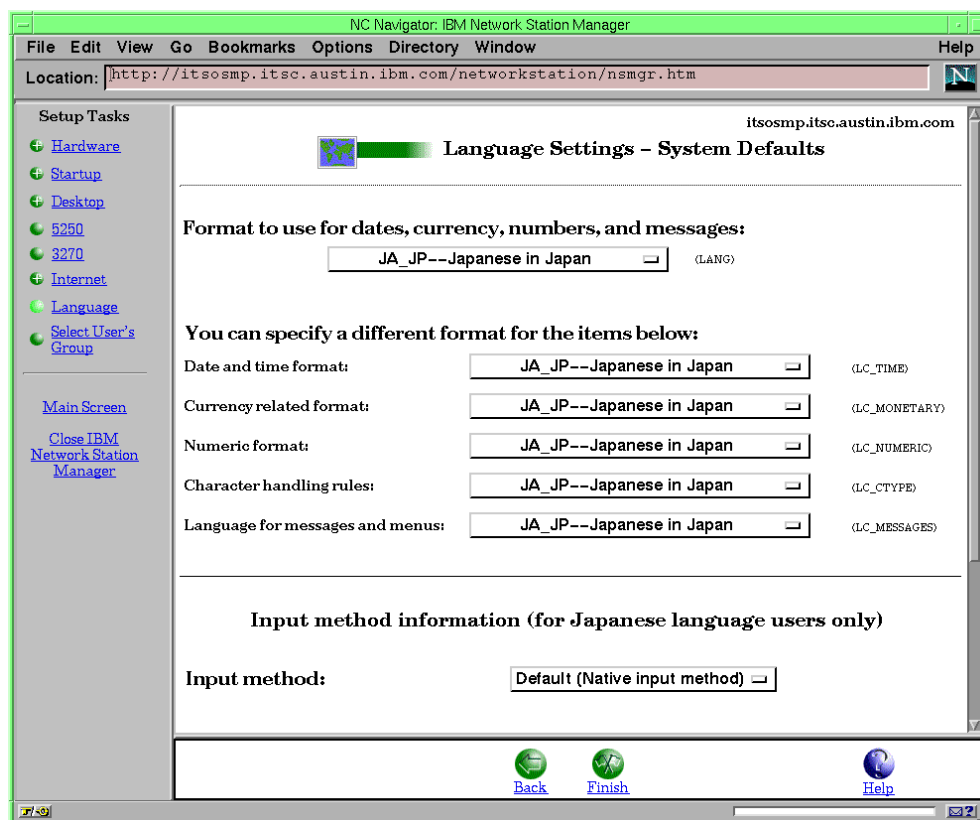 NC Navigator: IBM Network Station Manager
File Edit View Go Bookmarks Options Directory Window Help
Location: http://itsosmp.itsc.austin.ibm.com/networkstation/nsmgr.htm
N
Setup Tasks
Hardware
Startup
Desktop
5250
3270
Internet
Language
Select User's
Group
Main Screen
Close IBM
Network Station
Manager
itsosmp.itsc.austin.ibm.com
Language Settings – System Defaults
Format to use for dates, currency, numbers, and messages:
JA_JP--Japanese in Japan (LANG)
You can specify a different format for the items below:
Date and time format: JA_JP--Japanese in Japan (LC_TIME)
Currency related format: JA_JP--Japanese in Japan (LC_MONETARY)
Numeric format: JA_JP--Japanese in Japan (LC_NUMERIC)
Character handling rules: JA_JP--Japanese in Japan (LC_CTYPE)
Language for messages and menus: JA_JP--Japanese in Japan (LC_MESSAGES)
Input method information (for Japanese language users only)
Input method: Default (Native input method)
Back Finish Help
?